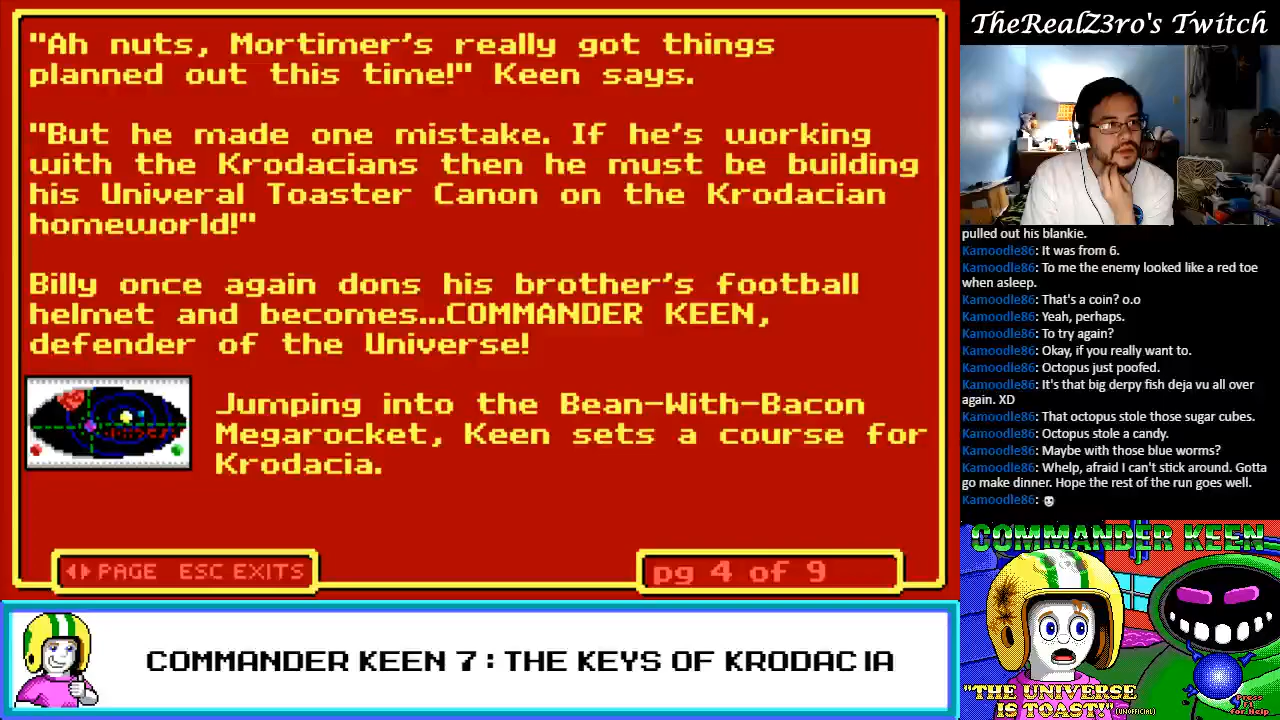 "Ah nuts, Mortimer's really got things
planned out this time!" Keen says.
"But he made one mistake. If he's working
with the Krodacians then he must be building
his Univeral Toaster Canon on the Krodacian
homeworld!"
Billy once again dons his brother's football
helmet and becomes...COMMANDER KEEN,
defender of the Universe!
Jumping into the Bean-With-Bacon
Megarocket, Keen sets a course for
Krodacia.
PAGE ESC EXITS
pg 4 of 9
COMMANDER KEEN 7 : THE KEYS OF KRODACIA
TheRealZ3ro's Twitch
pulled out his blankie.
Kamoodle86: It was from 6.
Kamoodle86: To me the enemy looked like a red toe
when asleep.
Kamoodle86: That's a coin? o.o
Kamoodle86: Yeah, perhaps.
Kamoodle86: To try again?
Kamoodle86: Okay, if you really want to.
Kamoodle86: Octopus just poofed.
Kamoodle86: It's that big derpy fish deja vu all over
again. XD
Kamoodle86: That octopus stole those sugar cubes.
Kamoodle86: Octopus stole a candy.
Kamoodle86: Maybe with those blue worms?
Kamoodle86: Whelp, afraid I can't stick around. Gotta
go make dinner. Hope the rest of the run goes well.
Kamoodle86:
COMMANDER KEEN
"THE UNIVERSE
IS TOAST!" (UNOFFICIAL)
Press
F1
for Help